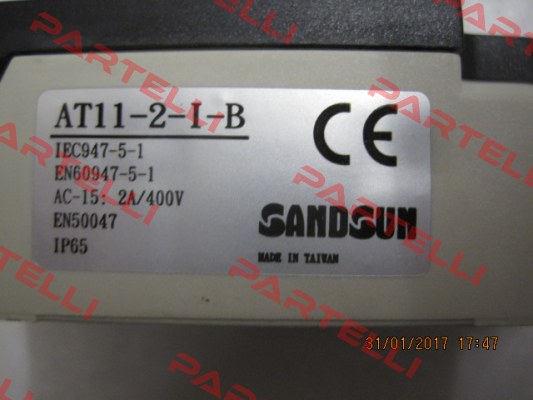 AT11-2-I-B
IEC947-5-1
EN60947-5-1
AC-15: 2A/400V
EN50047
IP65
CE
SANDSUN
MADE IN TAIWAN
31/01/2017 17:47
PARTELLI
PARTELLI
PARTELLI
PARTELLI
PARTELLI
PARTELLI